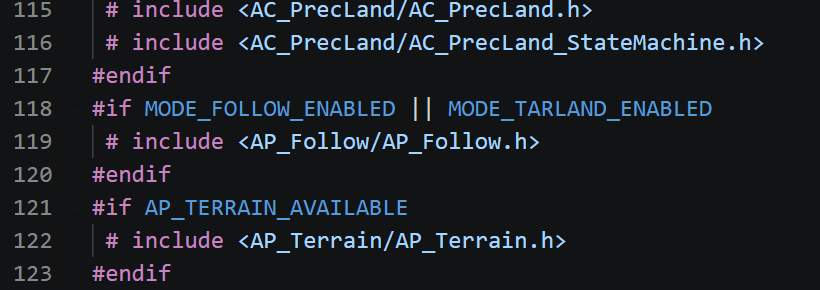 115 # include <AC_PrecLand/AC_PrecLand.h>
116 # include <AC_PrecLand/AC_PrecLand_StateMachine.h>
117 #endif
118 #if MODE_FOLLOW_ENABLED || MODE_TARLAND_ENABLED
119 # include <AP_Follow/AP_Follow.h>
120 #endif
121 #if AP_TERRAIN_AVAILABLE
122 # include <AP_Terrain/AP_Terrain.h>
123 #endif